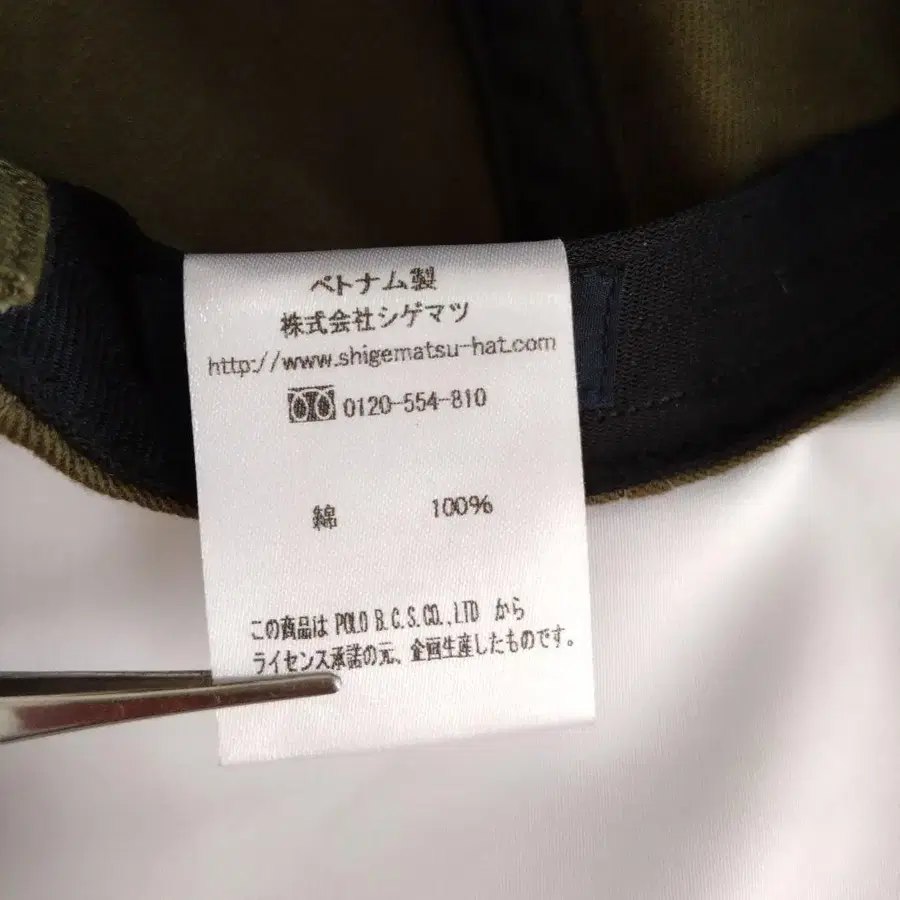 ベトナム製
株式会社シゲマツ
http://www.shigematsu-hat.com
0120-554-810
綿 100%
この商品は POLO B.C.S.CO.,LTD から
ライセンス承諾の元、企画生産したものです。